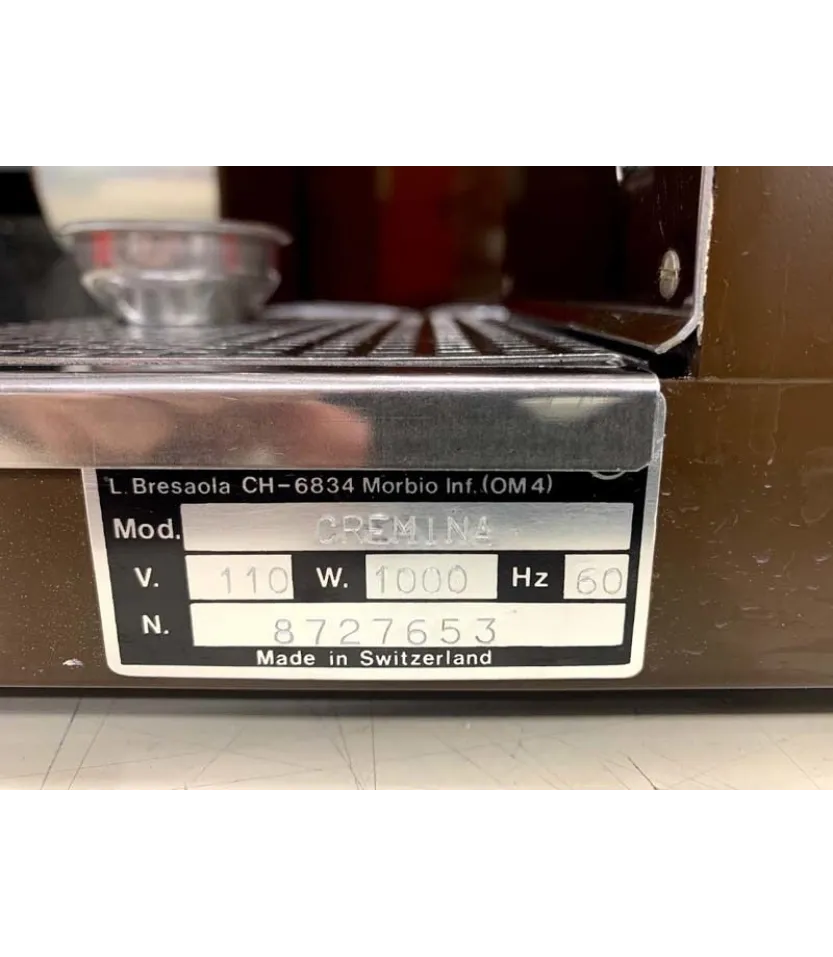 L. Bresaola CH-6834 Morbio Inf. (OM4)
Mod. CREMINA
V. 110 W. 1000 Hz 60
N. 8727653
Made in Switzerland